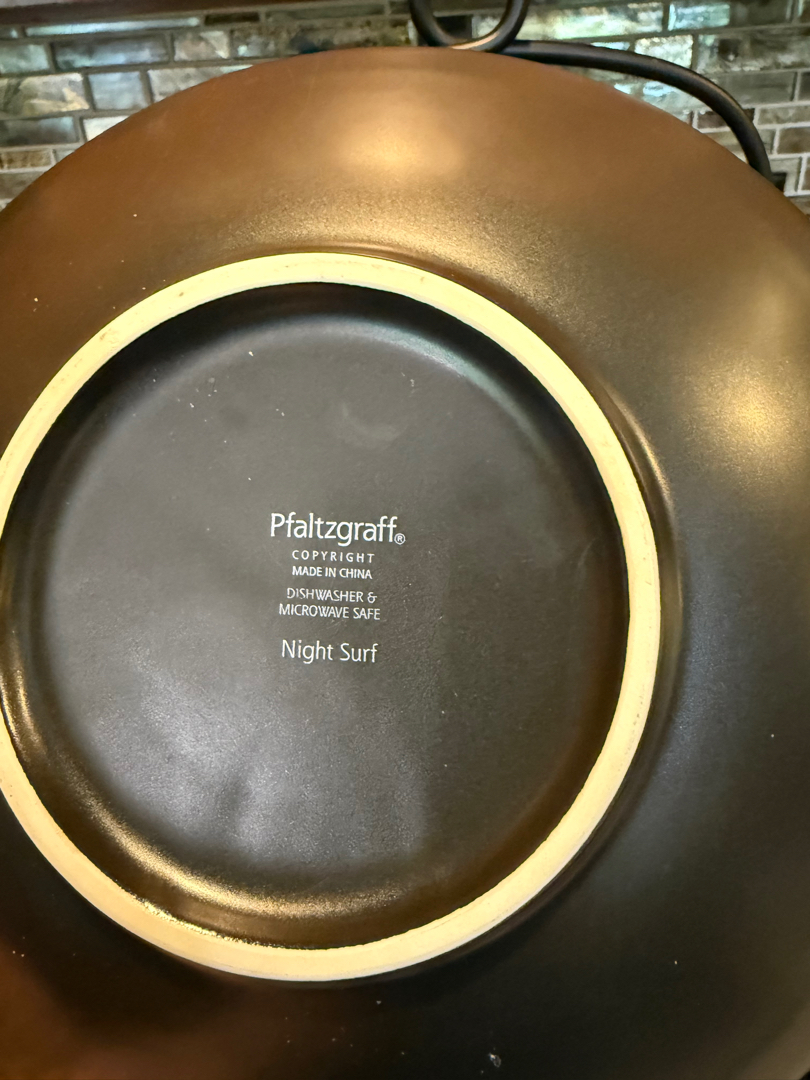 Pfaltzgraff®
COPYRIGHT
MADE IN CHINA
DISHWASHER &
MICROWAVE SAFE
Night Surf